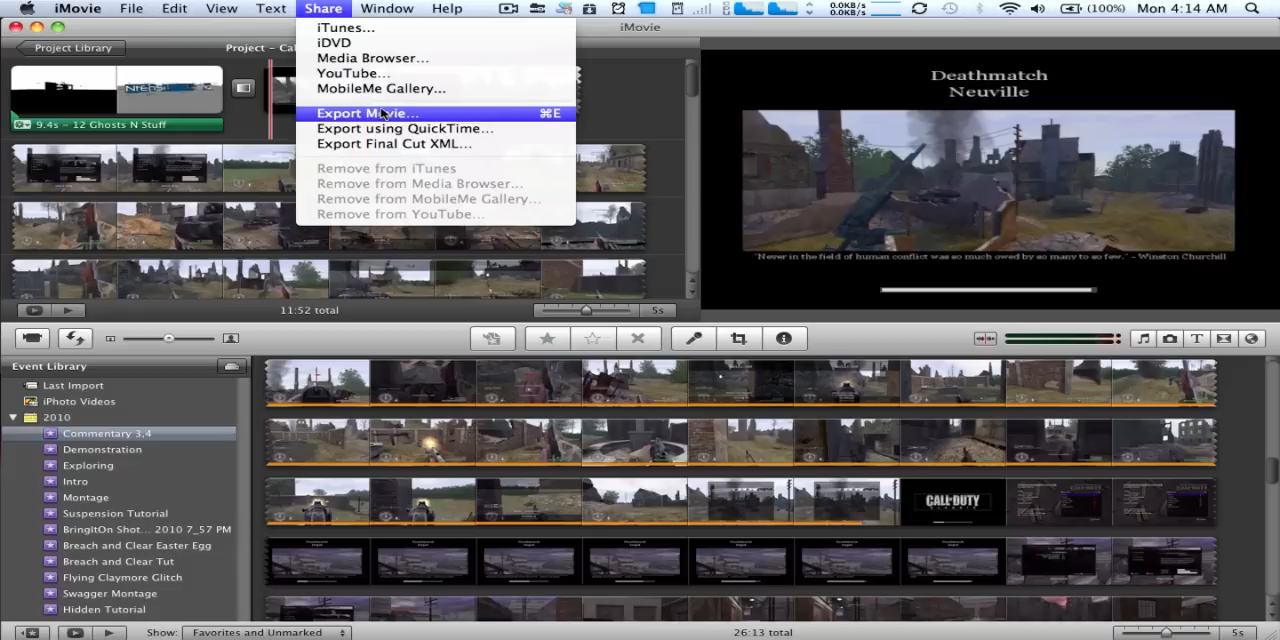 iMovie File Edit View Text Share Window Help
0.0KB/s
0.0KB/s
(100%) Mon 4:14 AM
iMovie
Project Library
Project - Cal
iTunes...
iDVD
Media Browser...
YouTube...
MobileMe Gallery...
Export Movie... ⌘E
Export using QuickTime...
Export Final Cut XML...
Remove from iTunes
Remove from Media Browser...
Remove from MobileMe Gallery...
Remove from YouTube...
9.4s - 12 Ghosts N Stuff
11:52 total
5s
Deathmatch
Neuville
"Never in the field of human conflict was so much owed by so many to so few." - Winston Churchill
Event Library
Last Import
iPhoto Videos
2010
Commentary 3,4
Demonstration
Exploring
Intro
Montage
Suspension Tutorial
BringItOn Shot... 2010 7_57 PM
Breach and Clear Easter Egg
Breach and Clear Tut
Flying Claymore Glitch
Swagger Montage
Hidden Tutorial
CALL OF DUTY
Show: Favorites and Unmarked
26:13 total
5s